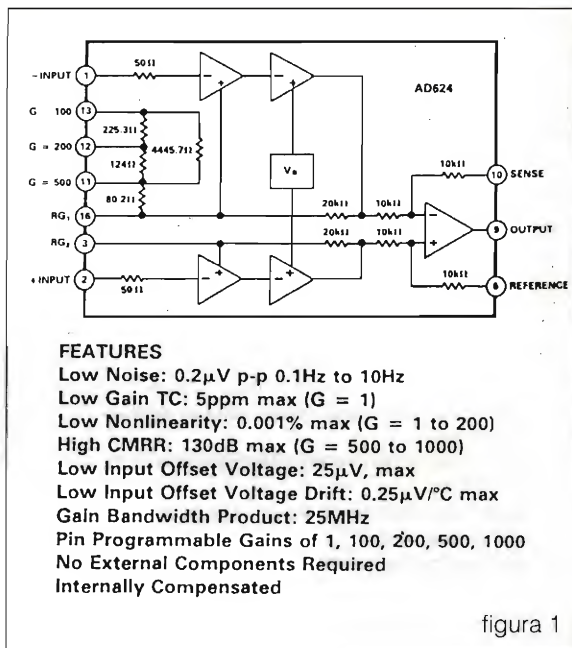 50Ω
–INPUT 1
AD624
G 100 13
225.3Ω
4445.7Ω
G = 200 12
124Ω
VB
10kΩ
G = 500 11
10 SENSE
80 2Ω
20kΩ 10kΩ
RG₁ 16
9 OUTPUT
RG₂ 3
20kΩ 10kΩ
10kΩ
+INPUT 2
50Ω
6 REFERENCE
FEATURES
Low Noise: 0.2μV p-p 0.1Hz to 10Hz
Low Gain TC: 5ppm max (G = 1)
Low Nonlinearity: 0.001% max (G = 1 to 200)
High CMRR: 130dB max (G = 500 to 1000)
Low Input Offset Voltage: 25μV, max
Low Input Offset Voltage Drift: 0.25μV/°C max
Gain Bandwidth Product: 25MHz
Pin Programmable Gains of 1, 100, 200, 500, 1000
No External Components Required
Internally Compensated
figura 1